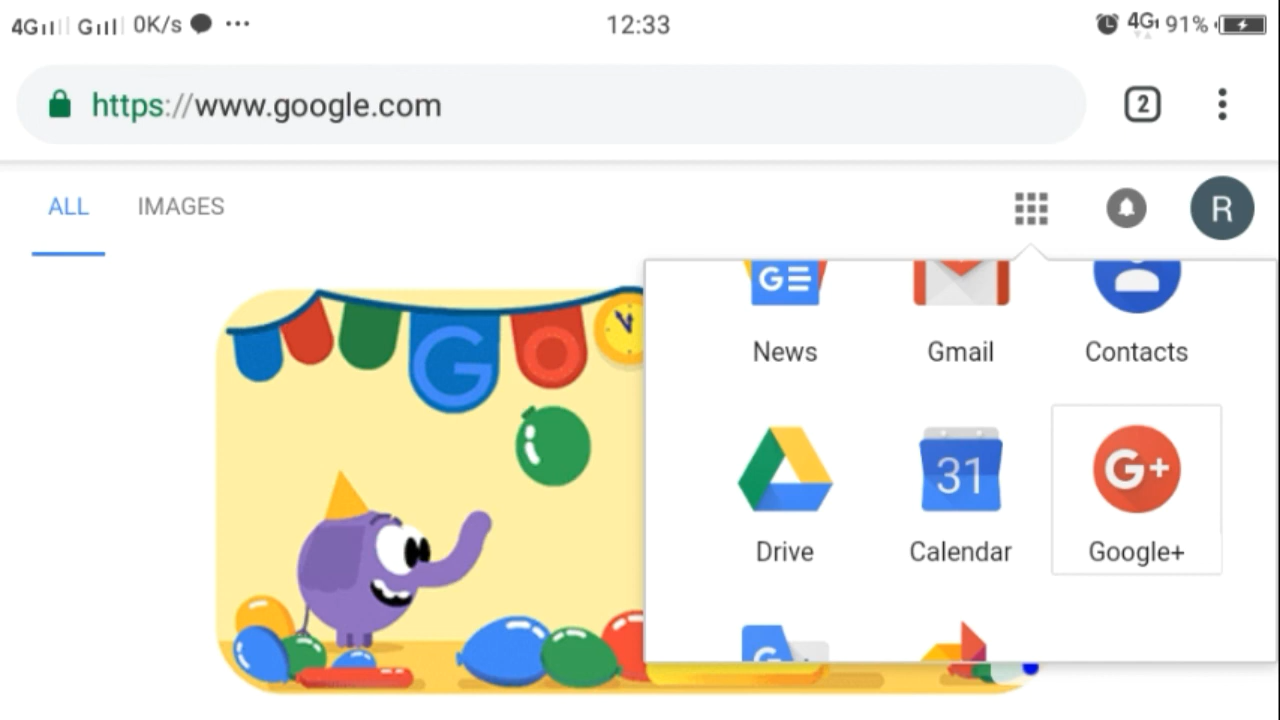 4G G 0K/s ... 12:33 4G 91%
https://www.google.com 2
ALL IMAGES R
G O
G
News Gmail Contacts
31 G+
Drive Calendar Google+
G